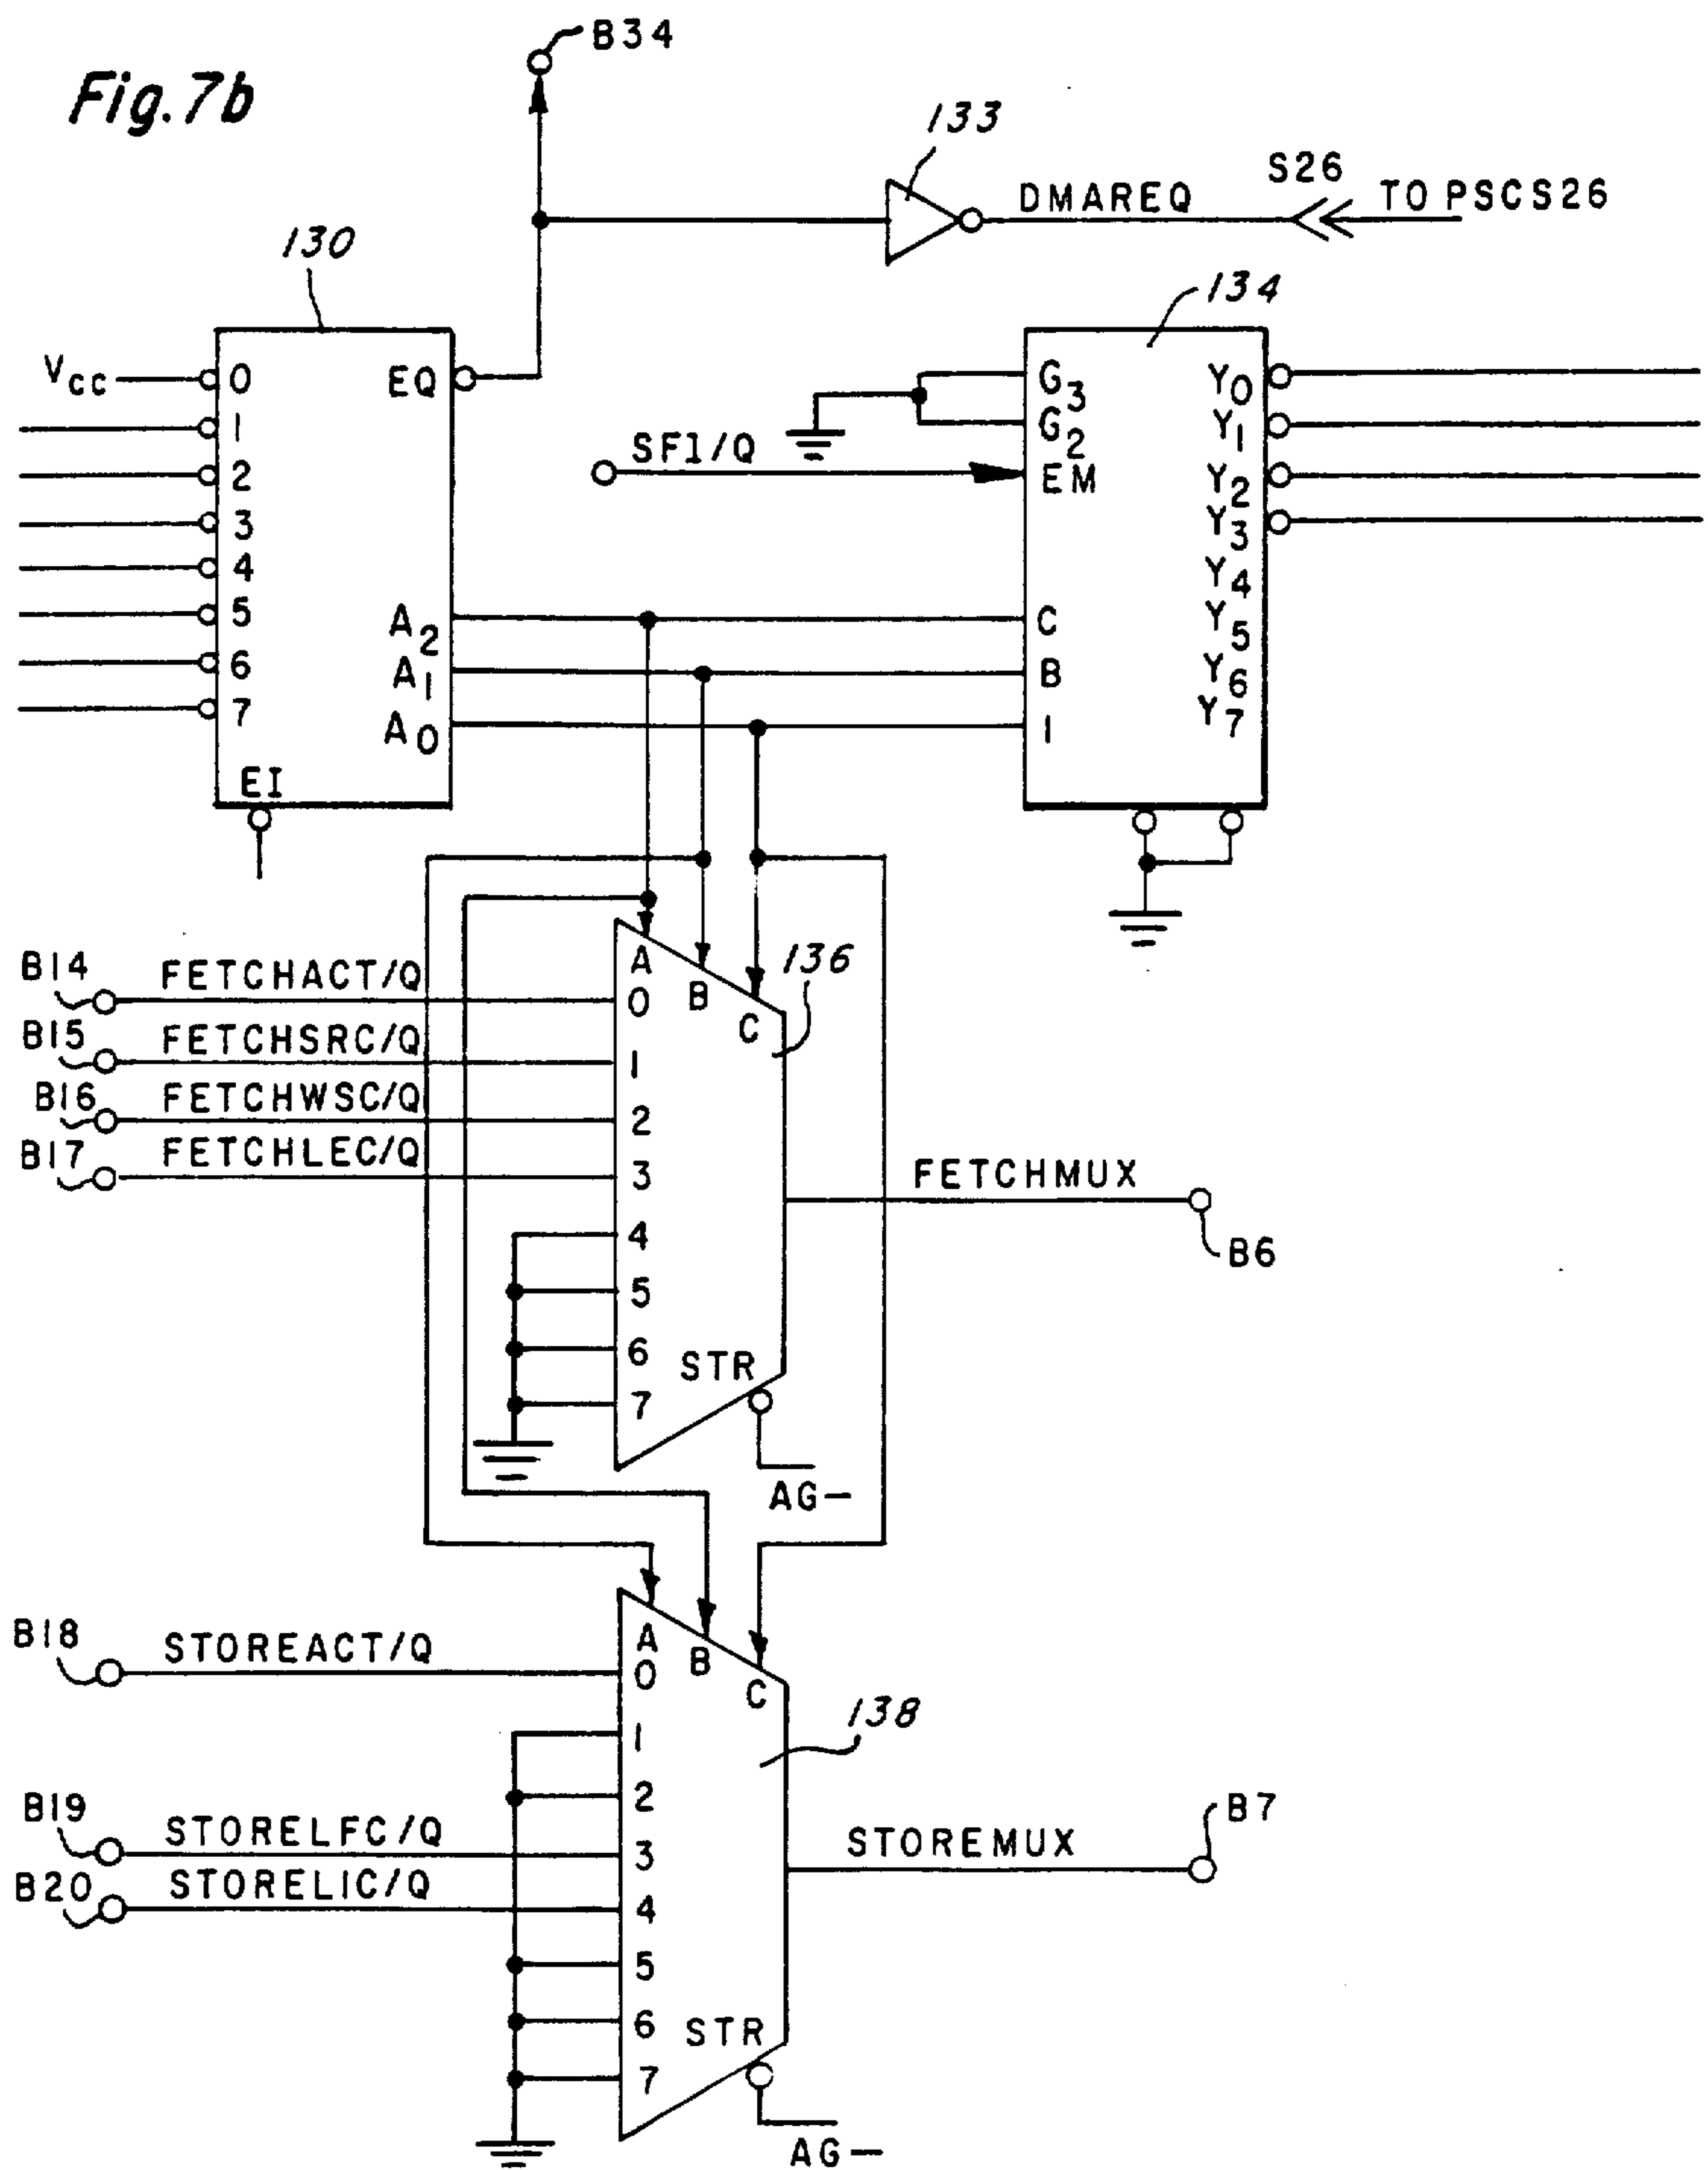 Fig. 7b
B34
133
DMAREQ
S26
TO PSCS26
130
134
VCC
0
1
2
3
4
5
6
7
EQ
A2
A1
A0
EI
SF1/Q
G3
G2
EM
C
B
1
Y0
Y1
Y2
Y3
Y4
Y5
Y6
Y7
136
B14
FETCHACT/Q
B15
FETCHSRC/Q
B16
FETCHWSC/Q
B17
FETCHLEC/Q
A
B
C
0
1
2
3
4
5
6
7
STR
AG-
FETCHMUX
B6
B18
STOREACT/Q
B19
STORELFC/Q
B20
STORELIC/Q
A
B
C
0
1
2
3
4
5
6
7
STR
AG-
138
STOREMUX
B7